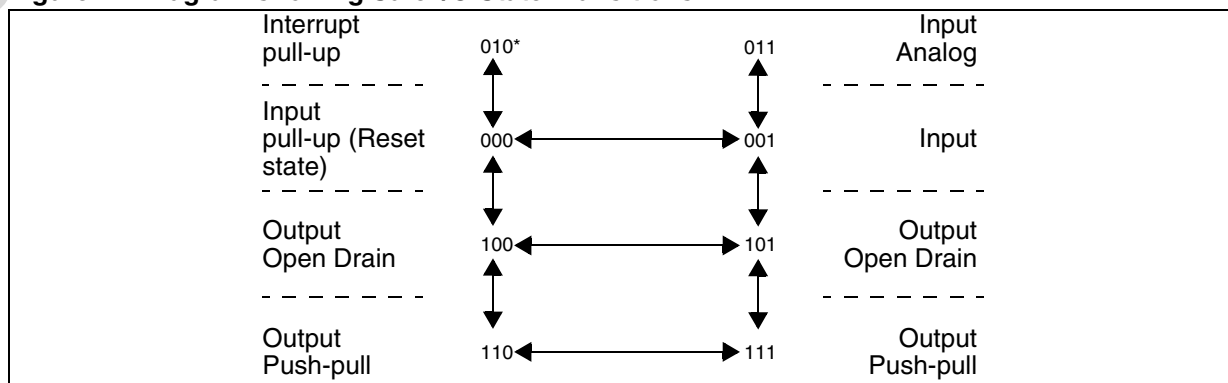 Interrupt
pull-up
010*
011
Input
Analog
Input
pull-up (Reset
state)
000
001
Input
Output
Open Drain
100
101
Output
Open Drain
Output
Push-pull
110
111
Output
Push-pull